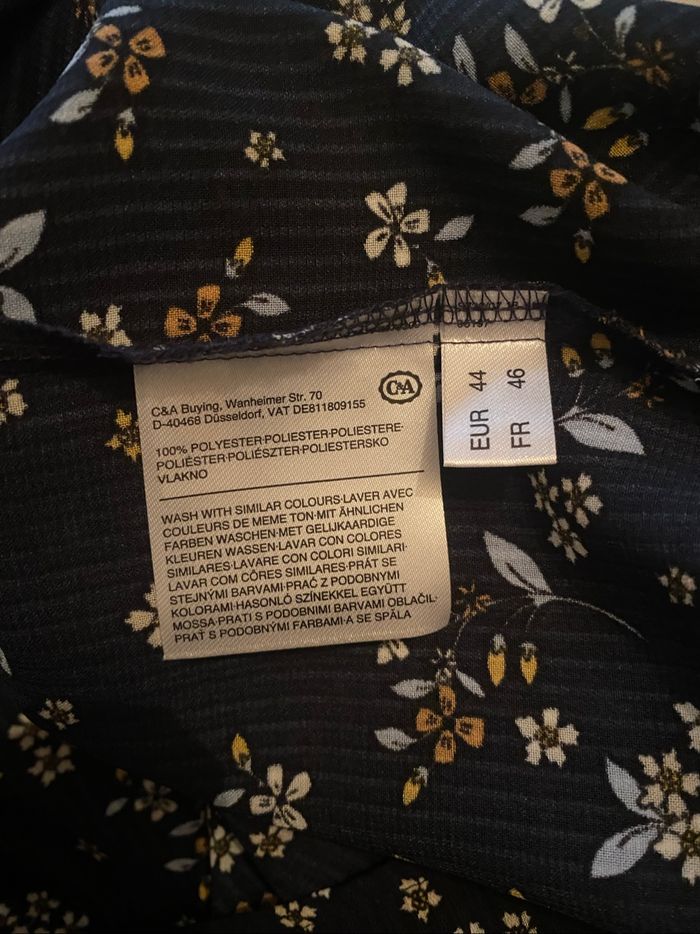 C&A
C&A Buying, Wanheimer Str. 70
D-40468 Düsseldorf, VAT DE811809155
100% POLYESTER·POLIESTER·POLIESTERE·
POLIÉSTER·POLIÉSZTER·POLIESTERSKO
VLAKNO
WASH WITH SIMILAR COLOURS·LAVER AVEC
COULEURS DE MEME TON·MIT ÄHNLICHEN
FARBEN WASCHEN·MET GELIJKAARDIGE
KLEUREN WASSEN·LAVAR CON COLORES
SIMILARES·LAVARE CON COLORI SIMILARI·
LAVAR COM CÔRES SIMILARES·PRÁT SE
STEJNÝMI BARVAMI·PRAĆ Z PODOBNYMI
KOLORAMI·HASONLÓ SZÍNEKKEL EGYÜTT
MOSSA·PRATI S PODOBNIMI BARVAMI OBLAČIL·
PRAŤ S PODOBNÝMI FARBAMI·A SE SPĂLA
EUR 44
FR 46